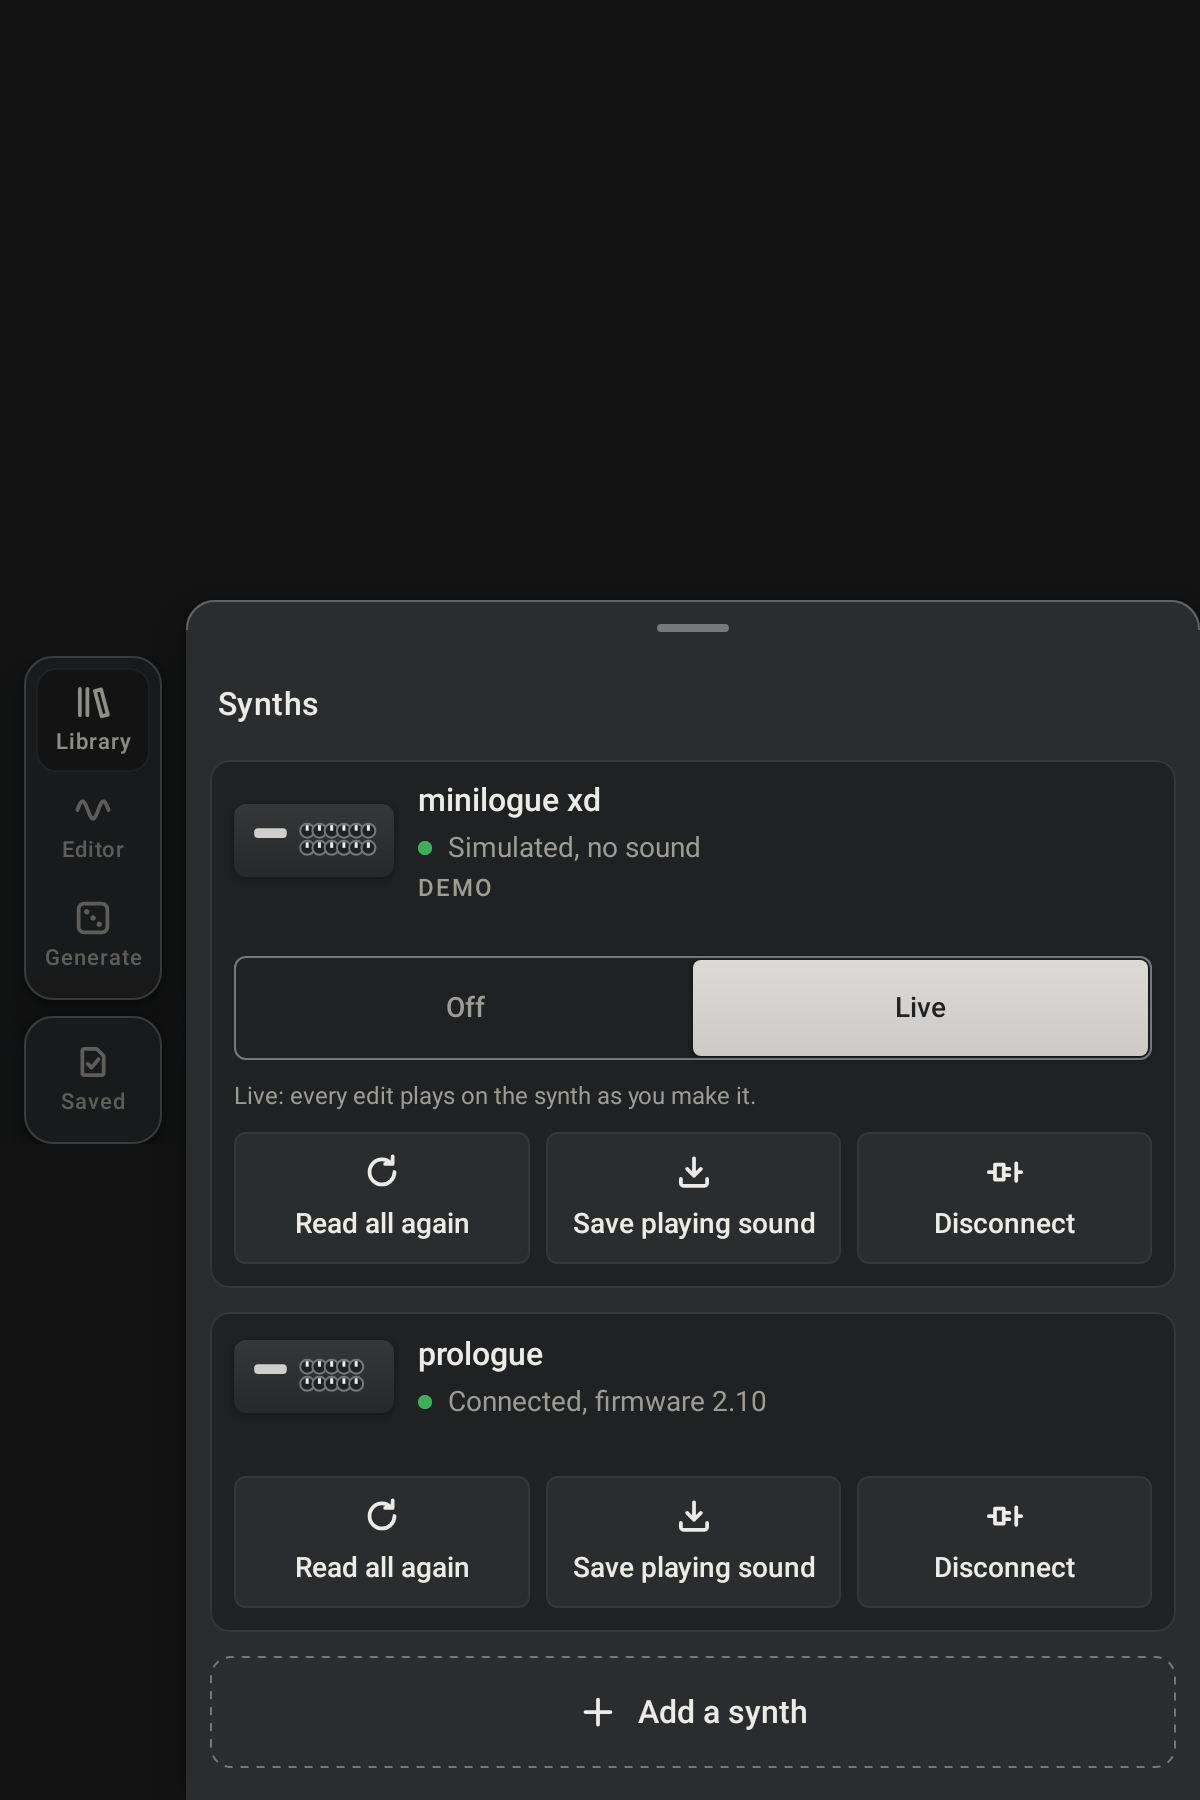 Synths
Library
Editor
Generate
Saved
minilogue xd
Simulated, no sound
DEMO
Off
Live
Live: every edit plays on the synth as you make it.
Read all again
Save playing sound
Disconnect
prologue
Connected, firmware 2.10
Read all again
Save playing sound
Disconnect
Add a synth